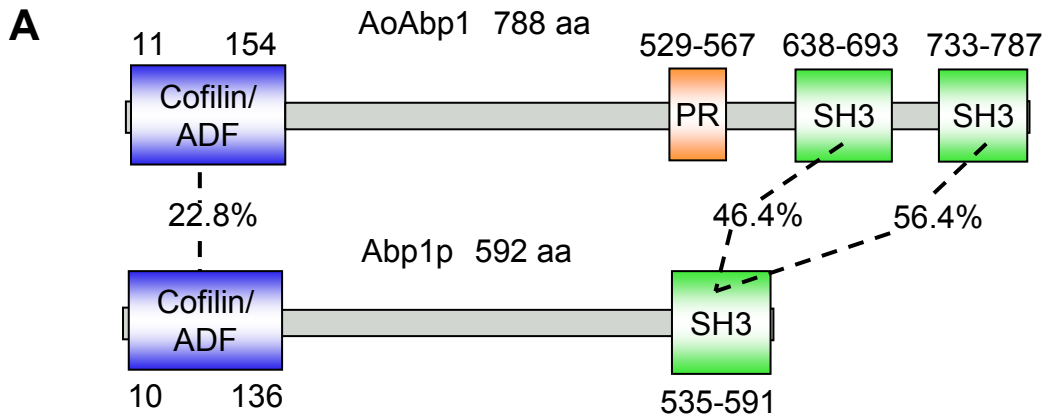 A
AoAbp1 788 aa
11 154 529-567 638-693 733-787
Cofilin/
ADF
PR SH3 SH3
22.8% 46.4% 56.4%
Abp1p 592 aa
Cofilin/
ADF
SH3
10 136 535-591